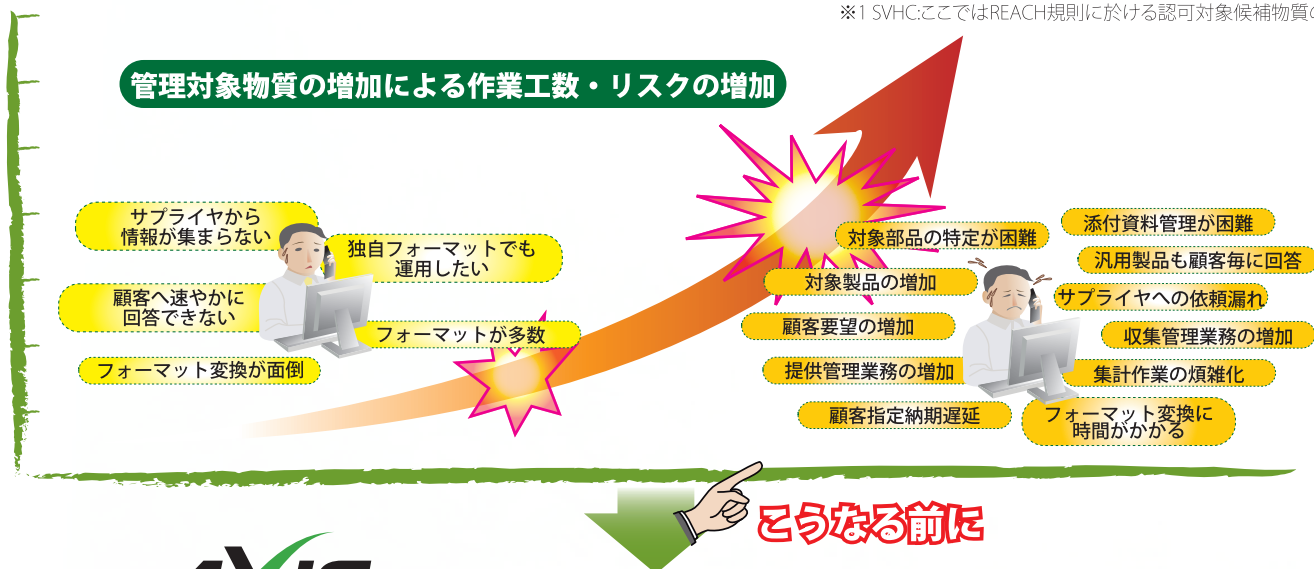 ※1 SVHC:ここではREACH規則に於ける認可対象候補物質の
管理対象物質の増加による作業工数・リスクの増加
サプライヤから
情報が集まらない
独自フォーマットでも
運用したい
顧客へ速やかに
回答できない
フォーマットが多数
フォーマット変換が面倒
対象部品の特定が困難
添付資料管理が困難
汎用製品も顧客毎に回答
対象製品の増加
サプライヤへの依頼漏れ
顧客要望の増加
収集管理業務の増加
提供管理業務の増加
集計作業の煩雑化
顧客指定納期遅延
フォーマット変換に
時間がかかる
こうなる前に